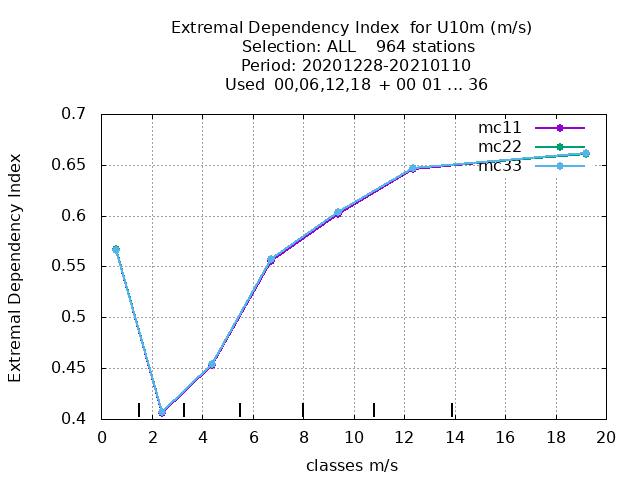 Extremal Dependency Index  for U10m (m/s)
Selection: ALL    964 stations
Period: 20201228-20210110
Used  00,06,12,18  + 00 01 ... 36
mc11
mc22
mc33
Extremal Dependency Index
0.7
0.65
0.6
0.55
0.5
0.45
0.4
0 2 4 6 8 10 12 14 16 18 20
classes m/s